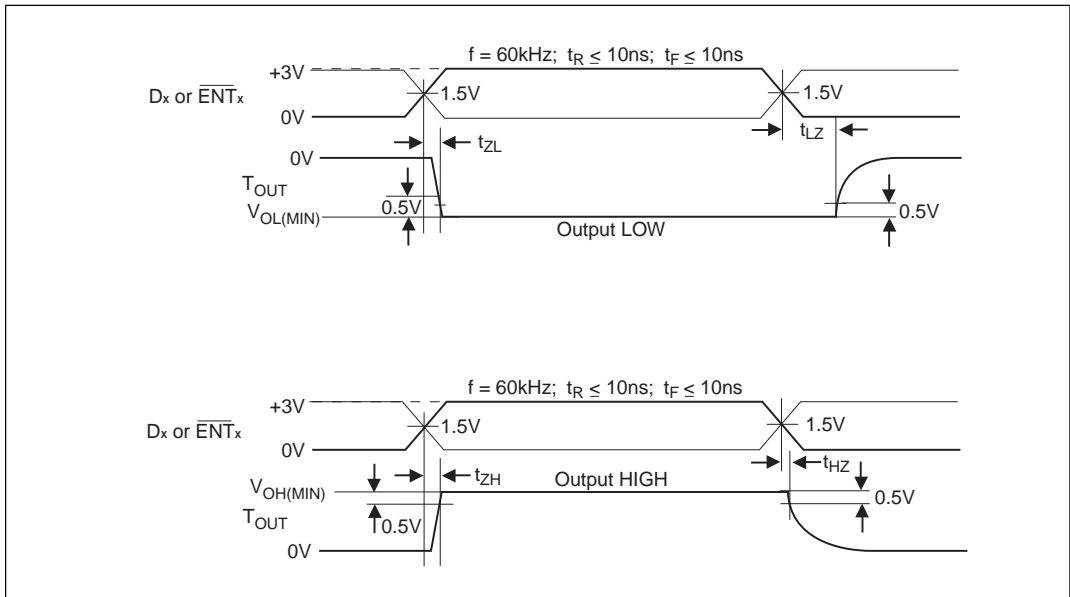 f = 60kHz; tR ≤ 10ns; tF ≤ 10ns
+3V
Dx or E̅N̅T̅x
1.5V
1.5V
0V
tZL
tLZ
0V
TOUT
0.5V
0.5V
VOL(MIN)
Output LOW
f = 60kHz; tR ≤ 10ns; tF ≤ 10ns
+3V
Dx or E̅N̅T̅x
1.5V
1.5V
0V
tZH
Output HIGH
tHZ
VOH(MIN)
0.5V
TOUT
0.5V
0V